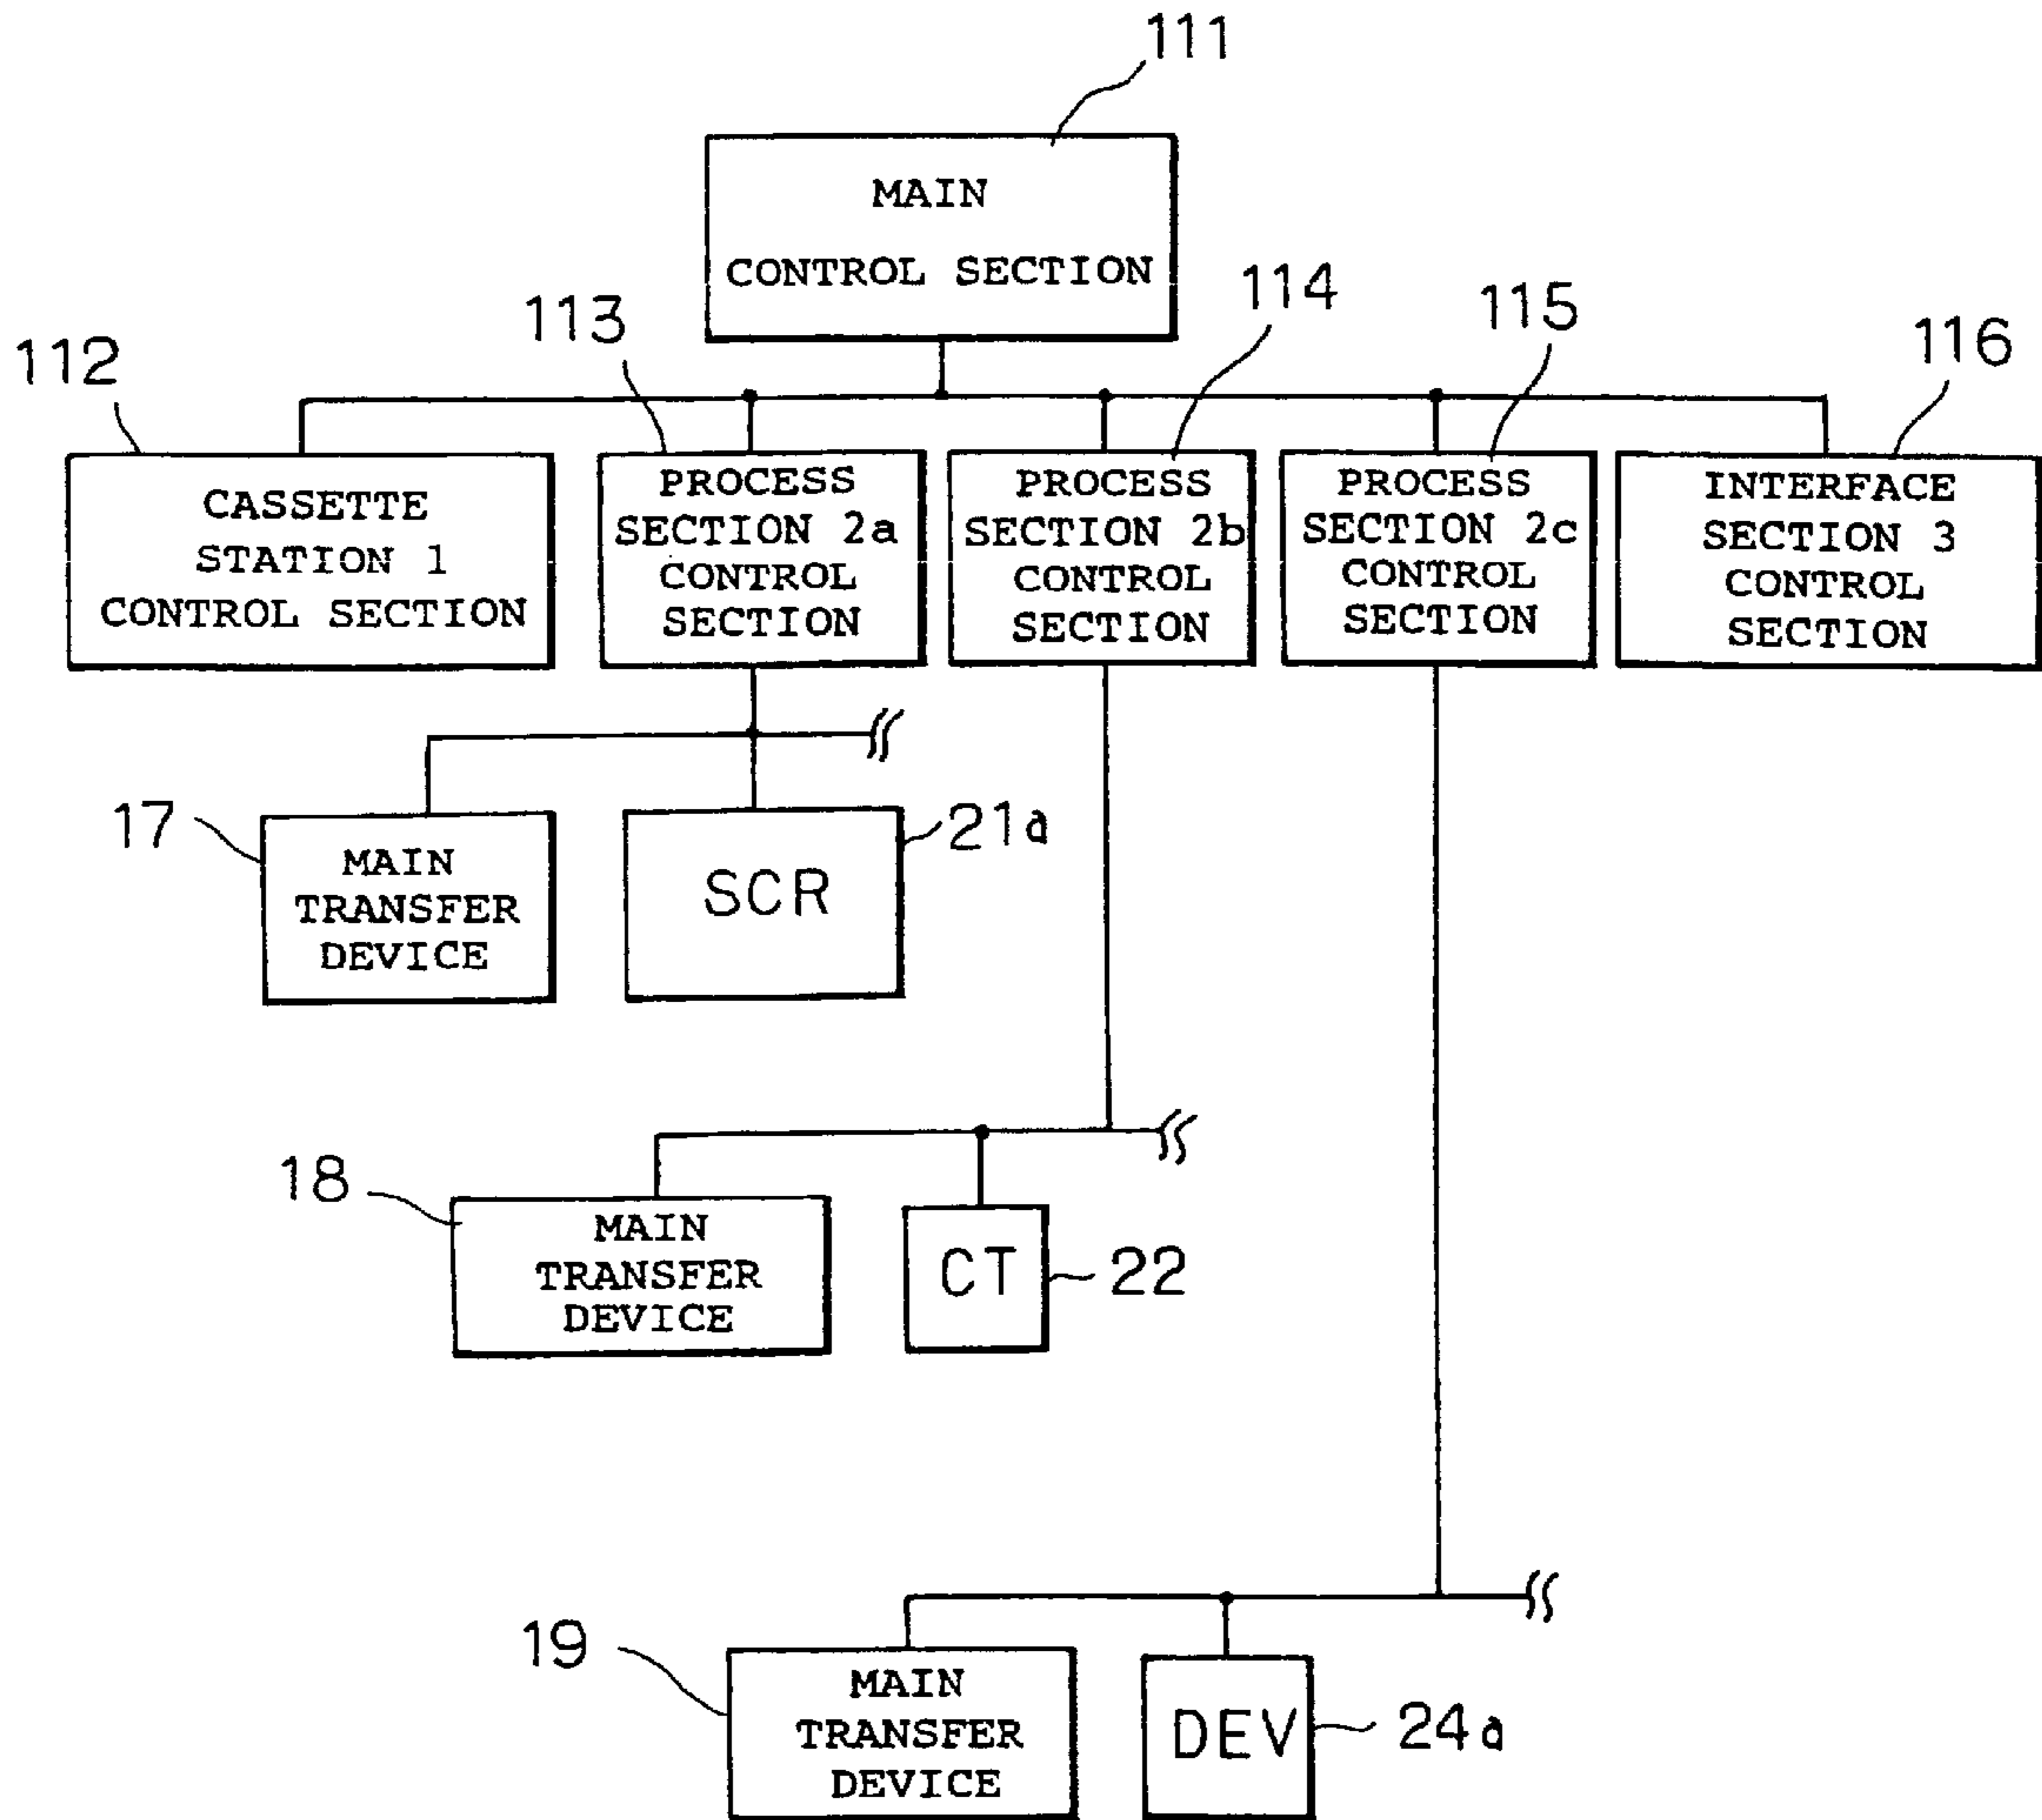 111
MAIN
CONTROL SECTION
112
113
114
115
116
CASSETTE
STATION 1
CONTROL SECTION
PROCESS
SECTION 2a
CONTROL
SECTION
PROCESS
SECTION 2b
CONTROL
SECTION
PROCESS
SECTION 2c
CONTROL
SECTION
INTERFACE
SECTION 3
CONTROL
SECTION
17
MAIN
TRANSFER
DEVICE
SCR
21a
18
MAIN
TRANSFER
DEVICE
CT
22
19
MAIN
TRANSFER
DEVICE
DEV
24a